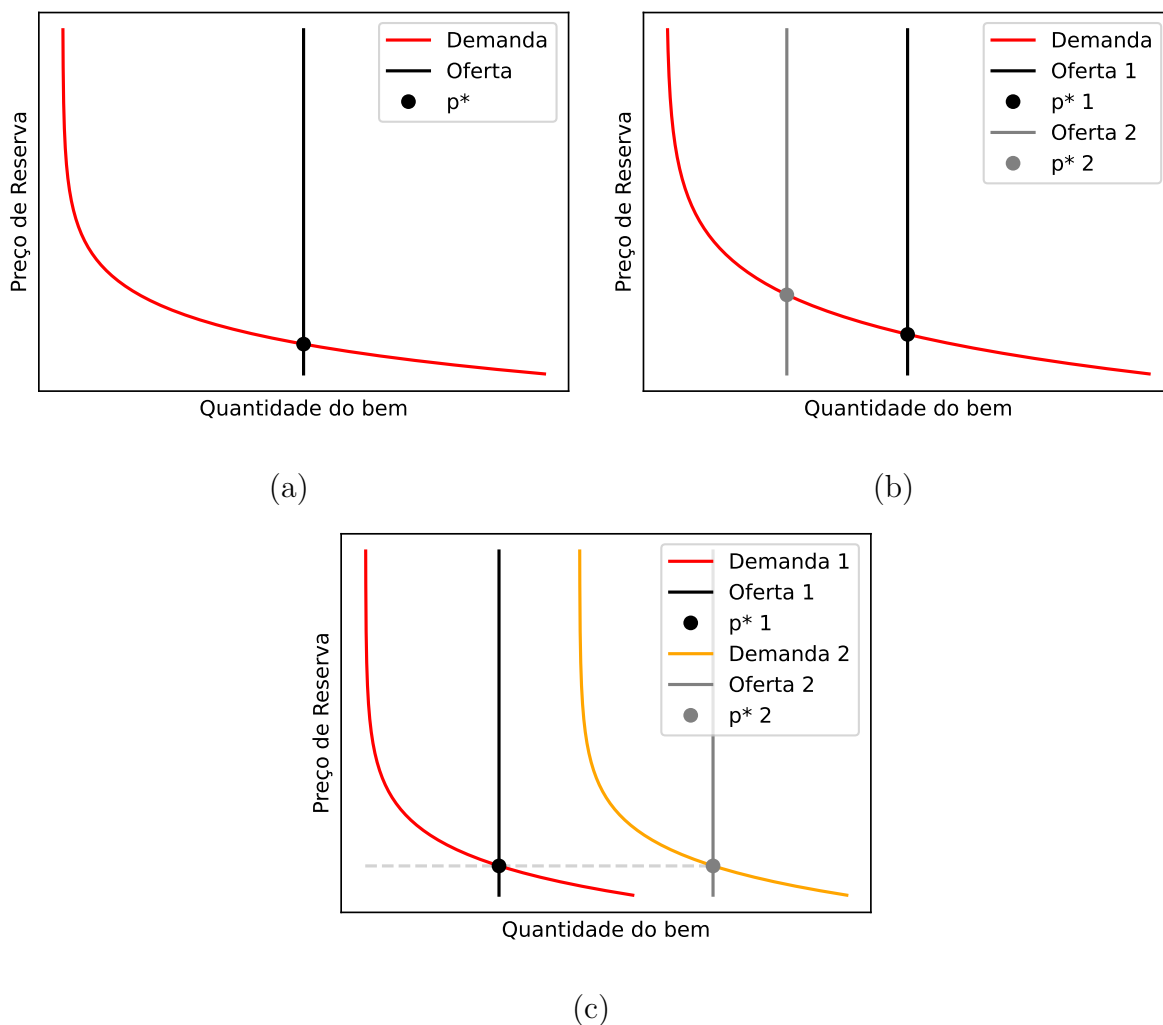 Demanda
Oferta
p*
Preço de Reserva
Quantidade do bem
(a)
Demanda
Oferta 1
p* 1
Oferta 2
p* 2
Preço de Reserva
Quantidade do bem
(b)
Demanda 1
Oferta 1
p* 1
Demanda 2
Oferta 2
p* 2
Preço de Reserva
Quantidade do bem
(c)